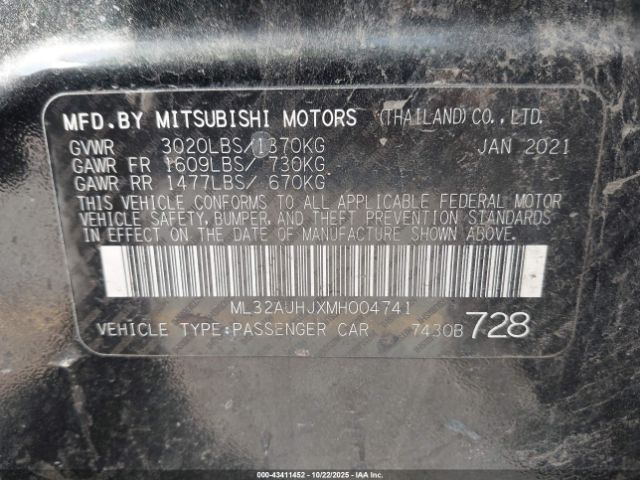 MFD.BY MITSUBISHI MOTORS (THAILAND)CO.,LTD.
GVWR 3020LBS/1370KG JAN 2021
GAWR FR 1609LBS/ 730KG
GAWR RR 1477LBS/ 670KG
THIS VEHICLE CONFORMS TO ALL APPLICABLE FEDERAL MOTOR
VEHICLE SAFETY, BUMPER, AND THEFT PREVENTION STANDARDS
IN EFFECT ON THE DATE OF MANUFACTURE SHOWN ABOVE.
ML32AUHJXMH004741
VEHICLE TYPE:PASSENGER CAR 7430B 728
000-43411452 10/22/2025 IAAI.COM